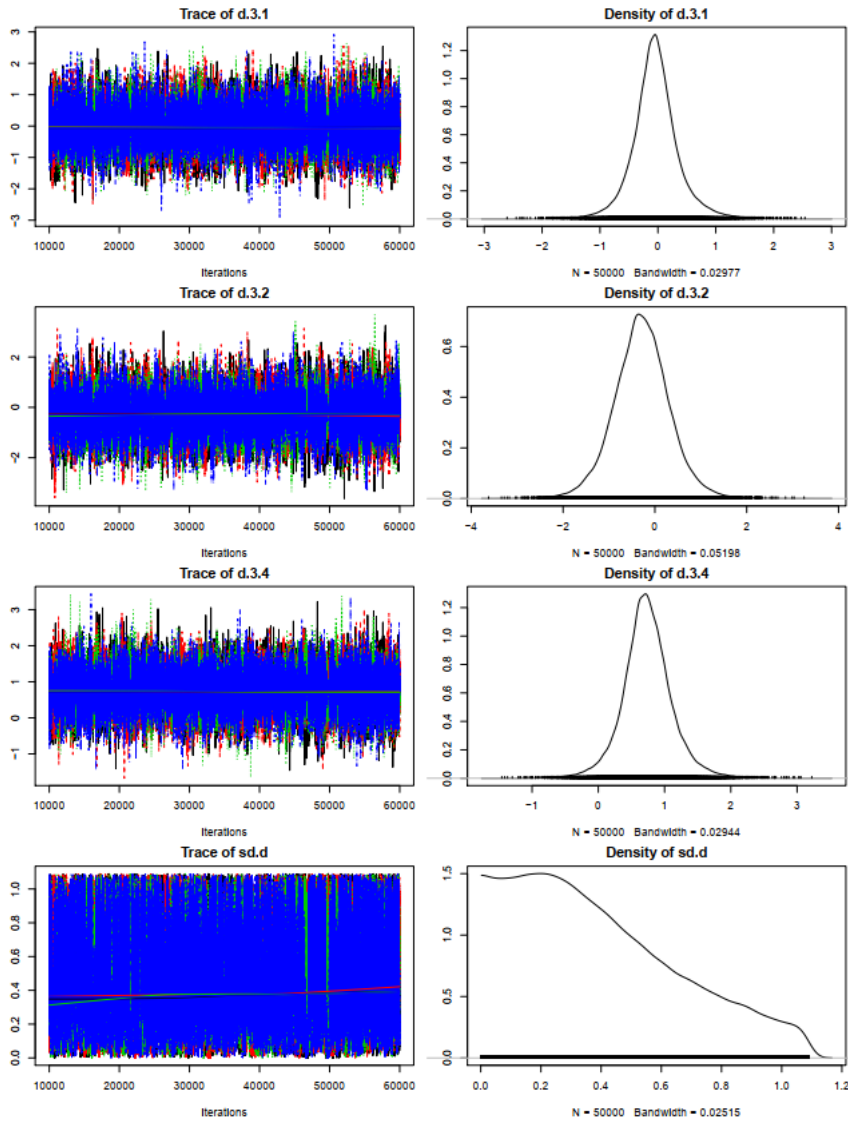 Trace of d.3.1
3
2
1
0
−1
−2
−3
10000 20000 30000 40000 50000 60000
Iterations
Density of d.3.1
1.2
1.0
0.8
0.6
0.4
0.2
0.0
−3 −2 −1 0 1 2 3
N = 50000 Bandwidth = 0.02977
Trace of d.3.2
2
0
−2
10000 20000 30000 40000 50000 60000
Iterations
Density of d.3.2
0.6
0.4
0.2
0.0
−4 −2 0 2 4
N = 50000 Bandwidth = 0.05198
Trace of d.3.4
3
2
1
0
−1
10000 20000 30000 40000 50000 60000
Iterations
Density of d.3.4
1.2
1.0
0.8
0.6
0.4
0.2
0.0
−1 0 1 2 3
N = 50000 Bandwidth = 0.02944
Trace of sd.d
1.0
0.8
0.6
0.4
0.2
0.0
10000 20000 30000 40000 50000 60000
Iterations
Density of sd.d
1.5
1.0
0.5
0.0
0.0 0.2 0.4 0.6 0.8 1.0 1.2
N = 50000 Bandwidth = 0.02515